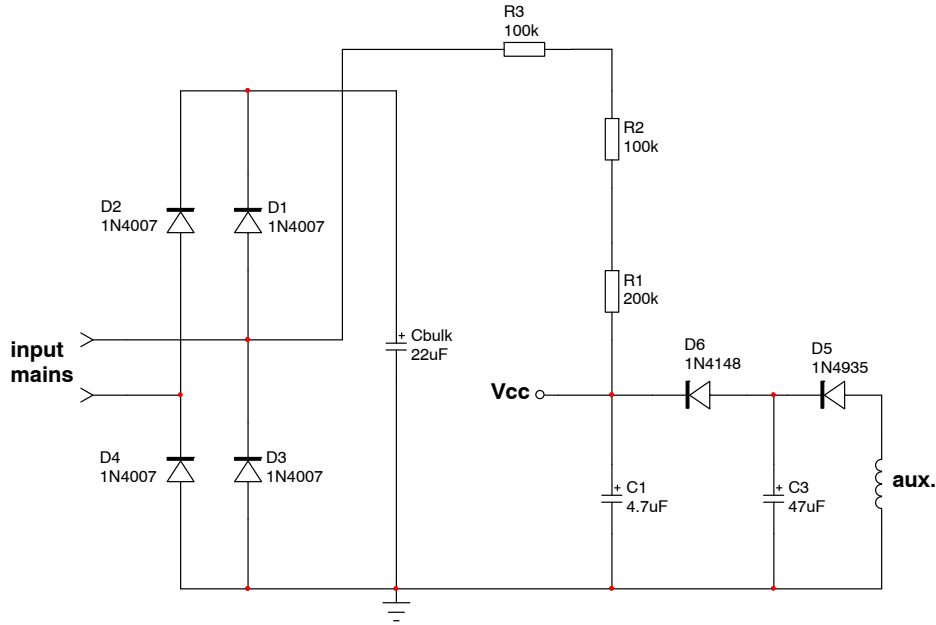 R3
100k
R2
100k
D2
1N4007
D1
1N4007
R1
200k
input
mains
Cbulk
22uF
D6
1N4148
D5
1N4935
Vcc
D4
1N4007
D3
1N4007
C1
4.7uF
C3
47uF
aux.
+
+
+